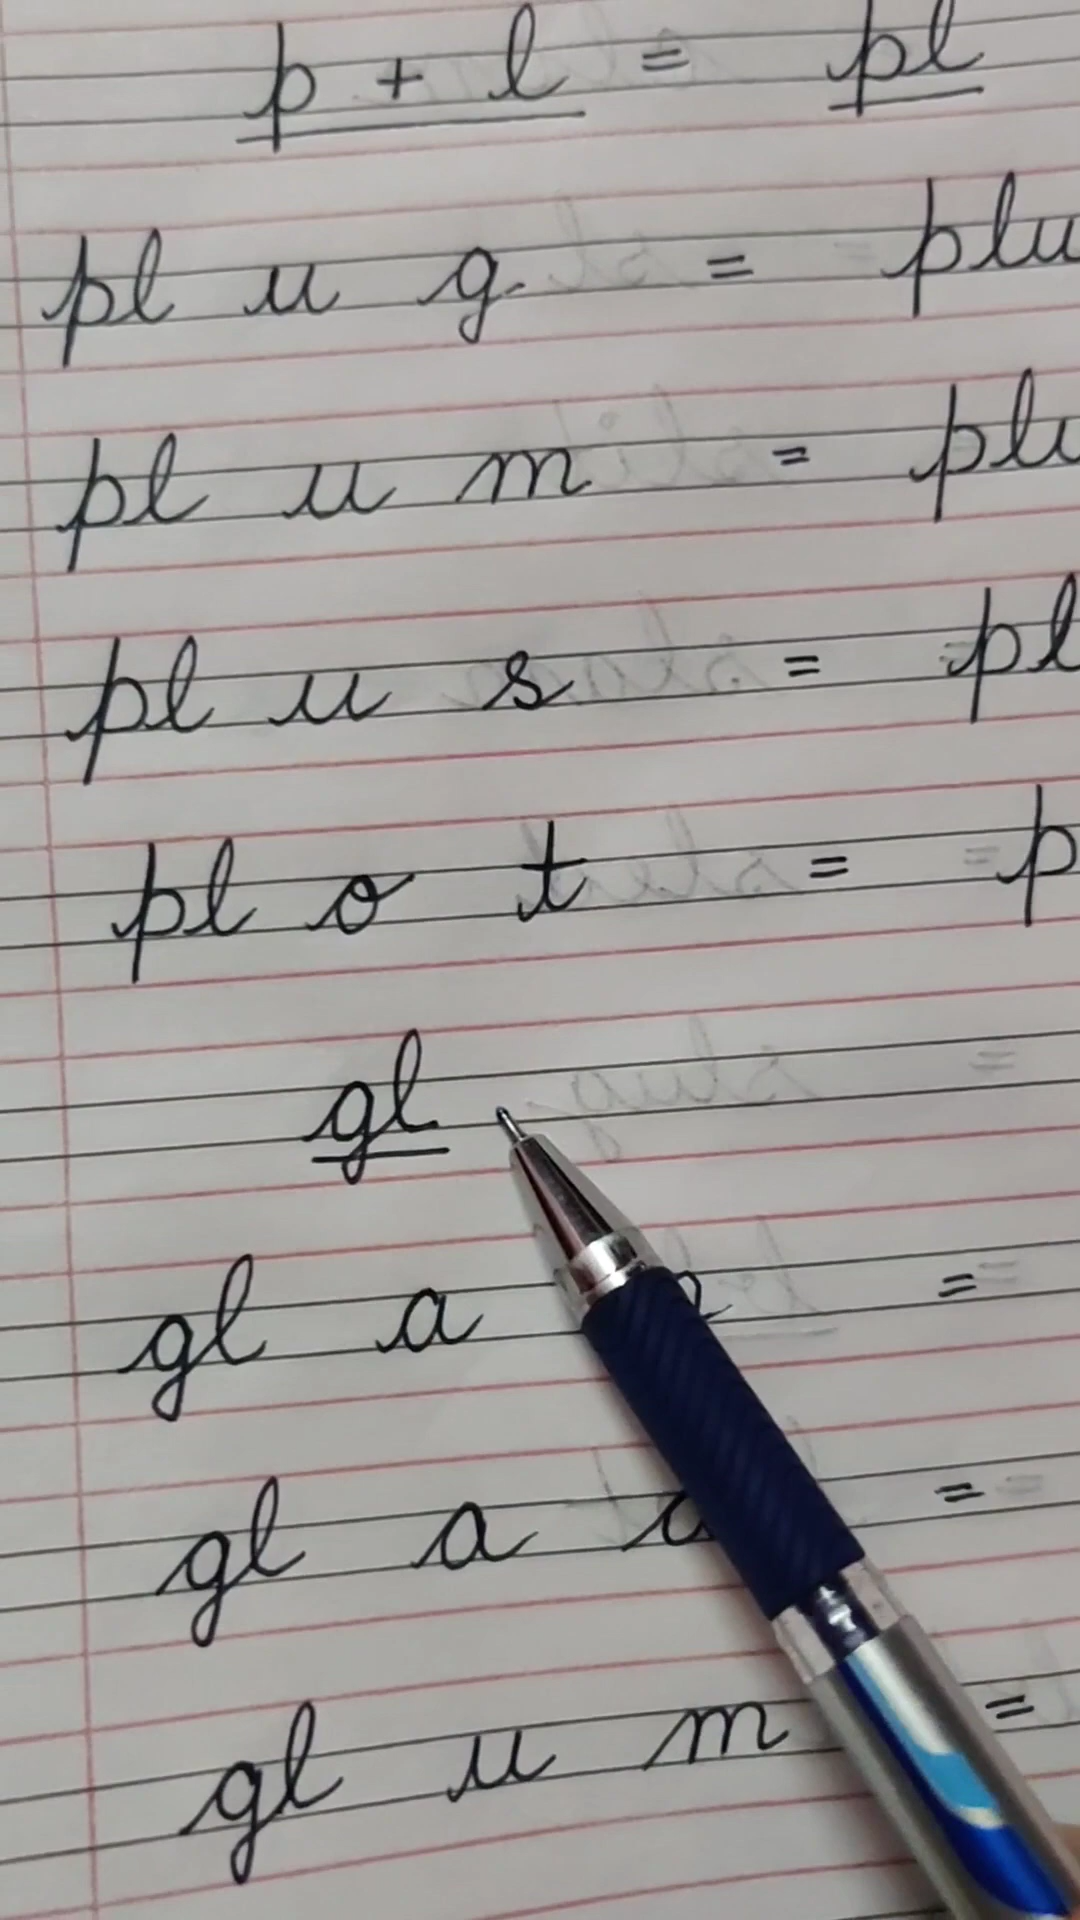 p + l = pl
pl u g = plu
pl u m = plu
pl u s = pl
pl o t = p
gl
gl a =
gl a =
gl u m =